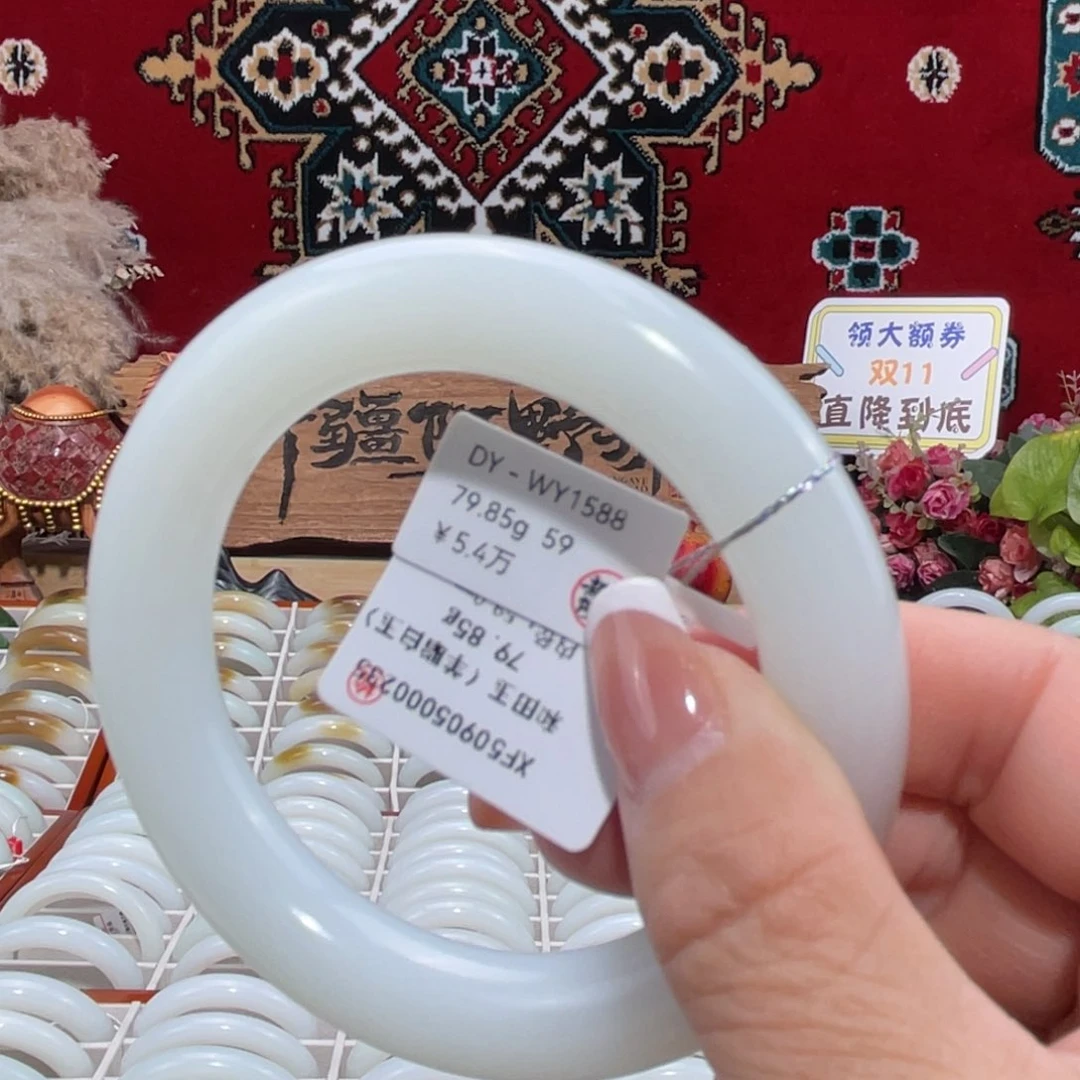 领大额券
双11
直降到底
疆
DY-WY1588
79.85g 59
￥5.4万
79.85g
和田玉（羊脂白玉）
XF50905000235